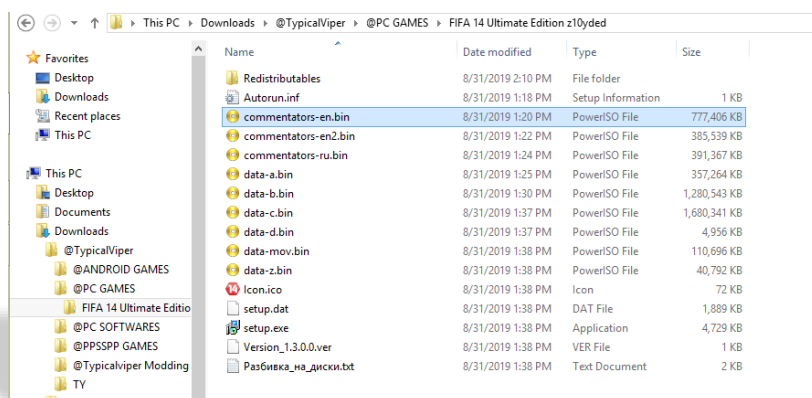 This PC Downloads @TypicalViper @PC GAMES FIFA 14 Ultimate Edition z10yded
Favorites
Desktop
Downloads
Recent places
This PC
This PC
Desktop
Documents
Downloads
@TypicalViper
@ANDROID GAMES
@PC GAMES
FIFA 14 Ultimate Editio
@PC SOFTWARES
@PPSSPP GAMES
@Typicalviper Modding
TY
Name Date modified Type Size
Redistributables 8/31/2019 2:10 PM File folder
Autorun.inf 8/31/2019 1:18 PM Setup Information 1 KB
commentators-en.bin 8/31/2019 1:20 PM PowerISO File 777,406 KB
commentators-en2.bin 8/31/2019 1:22 PM PowerISO File 385,539 KB
commentators-ru.bin 8/31/2019 1:24 PM PowerISO File 391,367 KB
data-a.bin 8/31/2019 1:25 PM PowerISO File 357,264 KB
data-b.bin 8/31/2019 1:30 PM PowerISO File 1,280,543 KB
data-c.bin 8/31/2019 1:37 PM PowerISO File 1,680,341 KB
data-d.bin 8/31/2019 1:37 PM PowerISO File 4,956 KB
data-mov.bin 8/31/2019 1:38 PM PowerISO File 110,696 KB
data-z.bin 8/31/2019 1:38 PM PowerISO File 40,792 KB
Icon.ico 8/31/2019 1:38 PM Icon 72 KB
setup.dat 8/31/2019 1:38 PM DAT File 1,889 KB
setup.exe 8/31/2019 1:38 PM Application 4,729 KB
Version_1.3.0.0.ver 8/31/2019 1:38 PM VER File 1 KB
Разбивка_на_диски.txt 8/31/2019 1:38 PM Text Document 2 KB